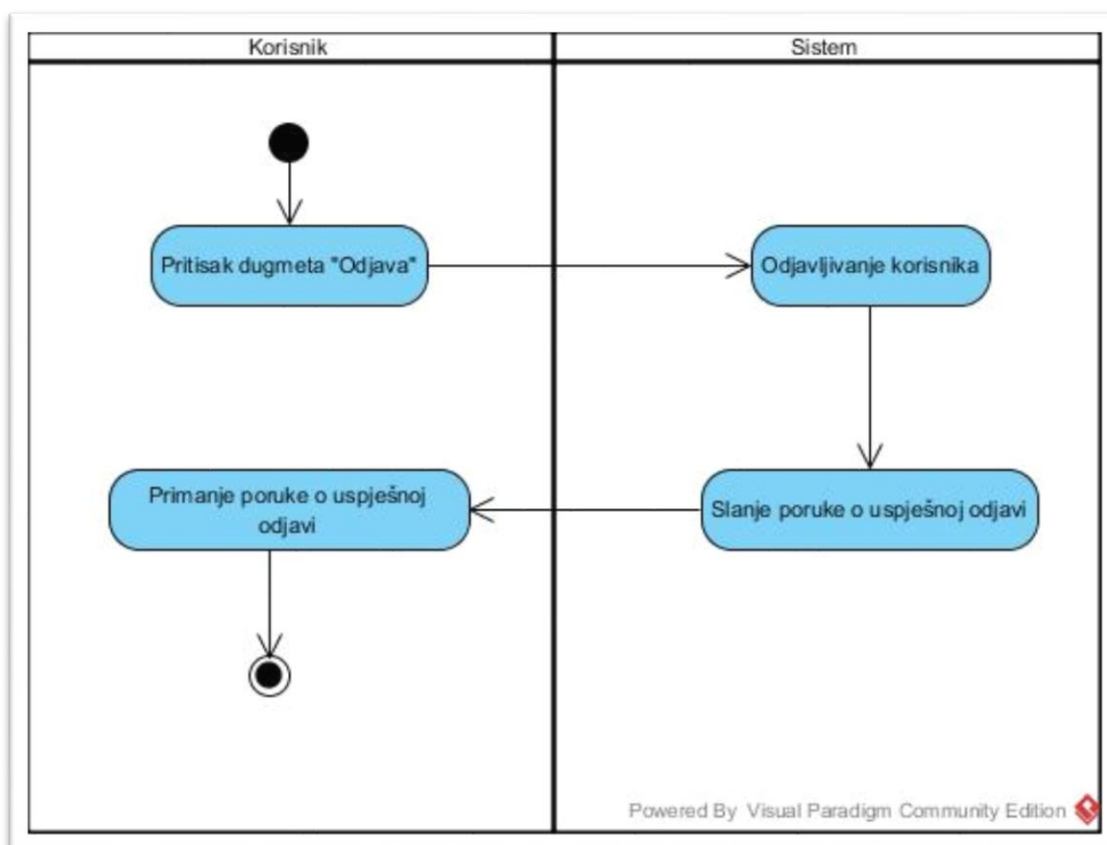 Korisnik
Sistem
Pritisak dugmeta "Odjava"
Odjavljivanje korisnika
Primanje poruke o uspješnoj
odjavi
Slanje poruke o uspješnoj odjavi
Powered By Visual Paradigm Community Edition